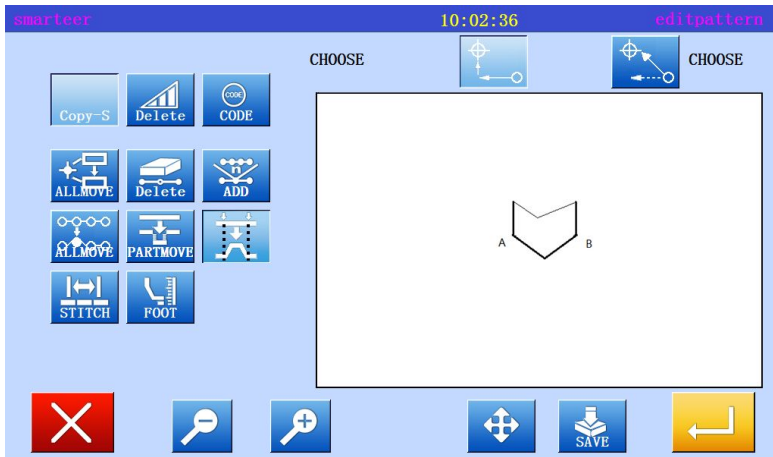 smarteer 10:02:36 editpattern
CHOOSE CHOOSE
Copy-S Delete CODE CODE
ALLMOVE Delete n ADD
ALLMOVE PARTMOVE
STITCH FOOT
A B
SAVE